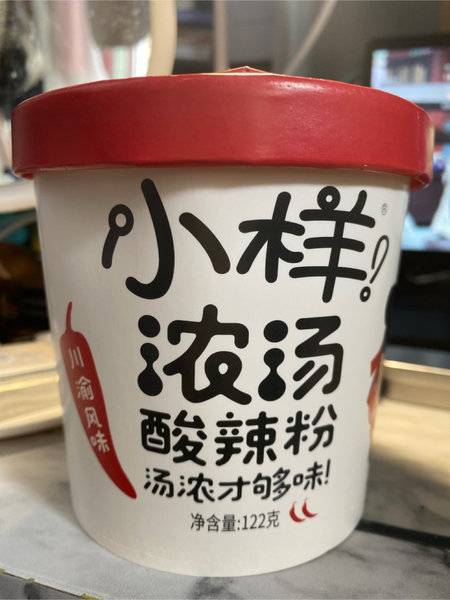 小样
浓汤
酸辣粉
汤浓才够味!
净含量:122克
川渝风味